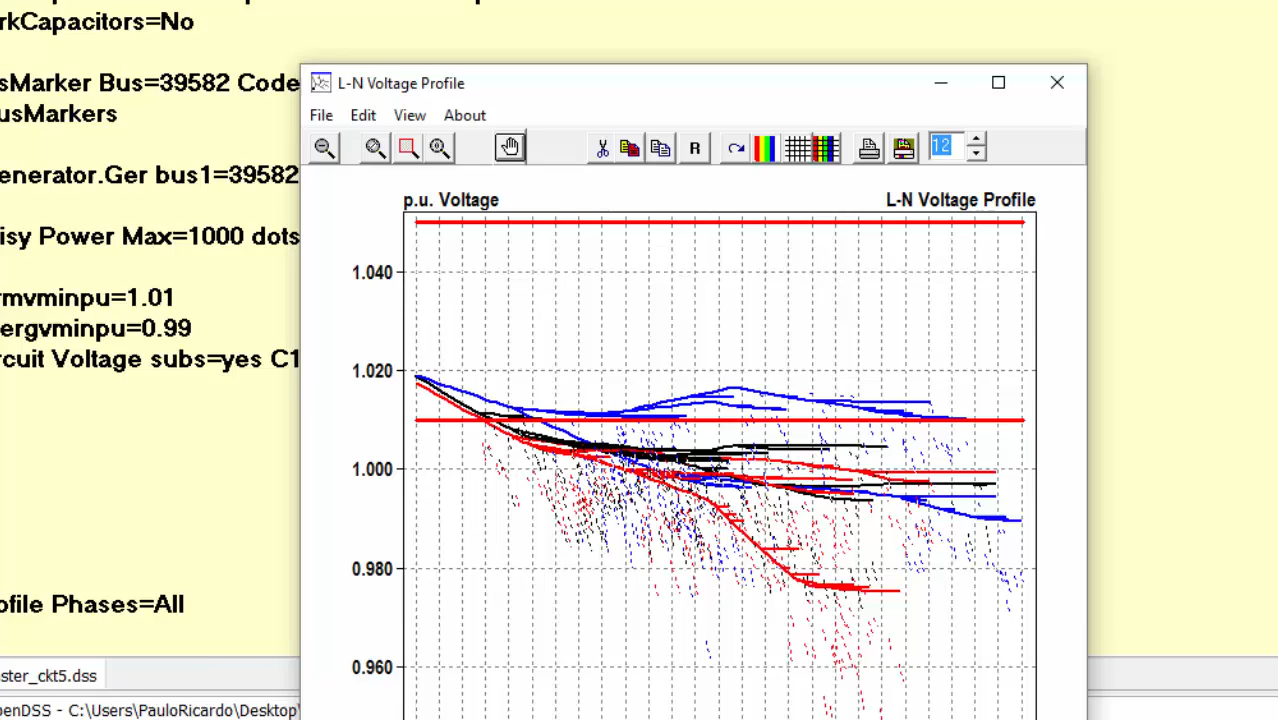 rkCapacitors=No
sMarker Bus=39582 Code
usMarkers
enerator.Ger bus1=39582
isy Power Max=1000 dots
rmvminpu=1.01
ergvminpu=0.99
rcuit Voltage subs=yes C1
ofile Phases=All
ster_ckt5.dss
penDSS - C:\Users\PauloRicardo\Desktop\
L-N Voltage Profile
File Edit View About
R
12
p.u. Voltage
L-N Voltage Profile
1.040
1.020
1.000
0.980
0.960